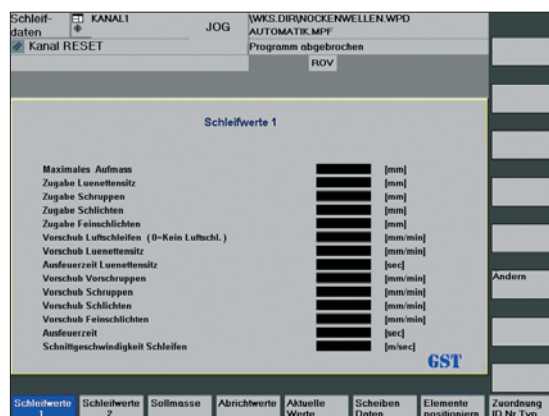 Schleif-
daten
KANAL1
JOG
\WKS.DIR\NOCKENWELLEN.WPD
AUTOMATIK.MPF
Kanal RESET
Programm abgebrochen
ROV
Schleifwerte 1
Maximales Aufmass [mm]
Zugabe Luenettensitz [mm]
Zugabe Schruppen [mm]
Zugabe Schlichten [mm]
Zugabe Feinschlichten [mm]
Vorschub Luftschleifen (0=Kein Luftschl.) [mm/min]
Vorschub Luenettensitz [mm/min]
Ausfeuerzeit Luenettensitz [sec]
Vorschub Vorschruppen [mm/min]
Vorschub Schruppen [mm/min]
Vorschub Schlichten [mm/min]
Vorschub Feinschlichten [mm/min]
Ausfeuerzeit [sec]
Schnittgeschwindigkeit Schleifen [m/sec]
Ändern
GST
Schleifwerte
1
Schleifwerte
2
Sollmasse
Abrichtwerte
Aktuelle
Werte
Scheiben
Daten
Elemente
positioniern
Zuordnung
ID.Nr.Typ